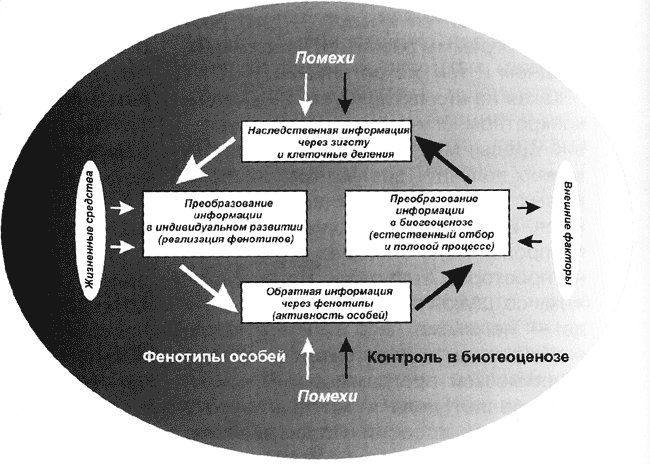 Помехи
Наследственная информация
через зиготу
и клеточные деления
Жизненные средства
Преобразование
информации
в индивидуальном развитии
(реализация фенотипов)
Преобразование
информации
в биогеоценозе
(естественный отбор
и половой процессе)
Внешние факторы
Обратная информация
через фенотипы
(активность особей)
Фенотипы особей
Контроль в биогеоценозе
Помехи